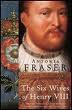 ANTONIA
FRASER
The Six Wives
of Henry VIII